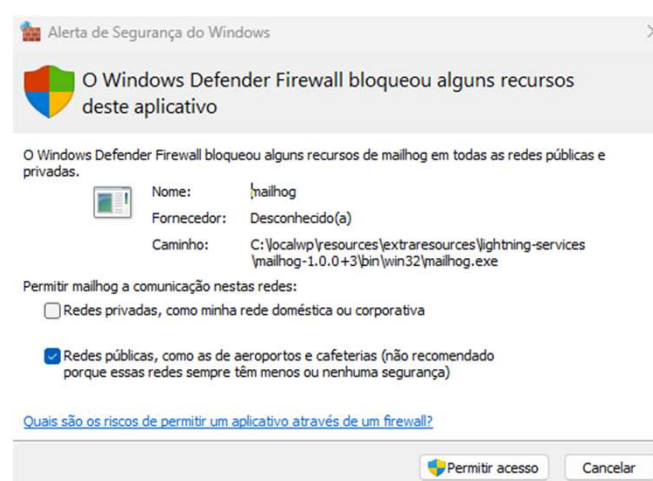 Alerta de Segurança do Windows
O Windows Defender Firewall bloqueou alguns recursos
deste aplicativo
O Windows Defender Firewall bloqueou alguns recursos de mailhog em todas as redes públicas e
privadas.
Nome: mailhog
Fornecedor: Desconhecido(a)
Caminho: C:\localwp\resources\extraresources\lightning-services
\mailhog-1.0.0+3\bin\win32\mailhog.exe
Permitir mailhog a comunicação nestas redes:
Redes privadas, como minha rede doméstica ou corporativa
Redes públicas, como as de aeroportos e cafeterias (não recomendado
porque essas redes sempre têm menos ou nenhuma segurança)
Quais são os riscos de permitir um aplicativo através de um firewall?
Permitir acesso Cancelar